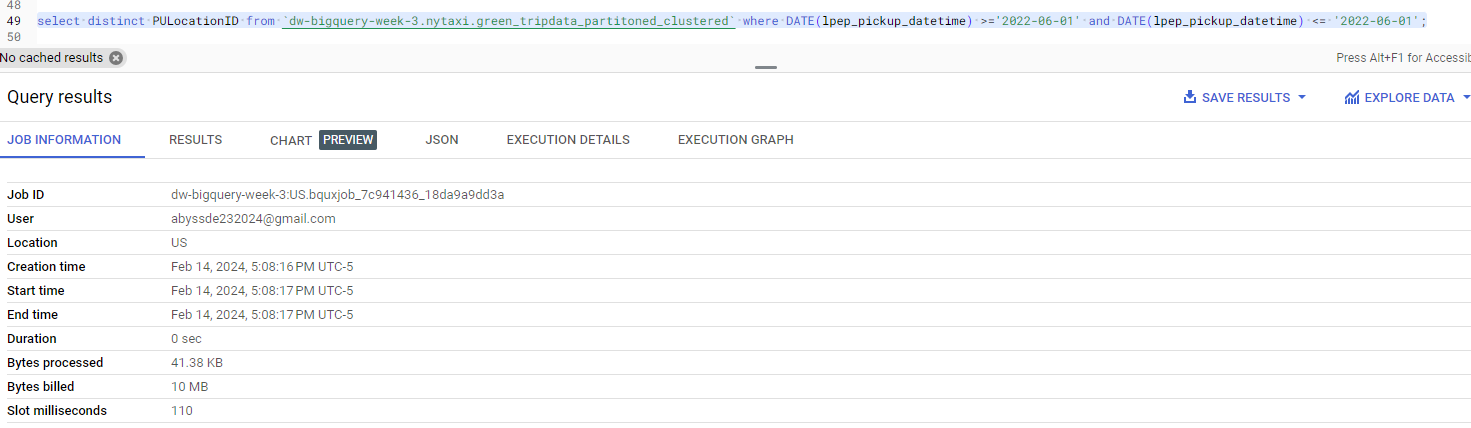 48
49 select distinct PULocationID from `dw-bigquery-week-3.nytaxi.green_tripdata_partitoned_clustered` where DATE(lpep_pickup_datetime) >='2022-06-01' and DATE(lpep_pickup_datetime) <= '2022-06-01';
50
No cached results Press Alt+F1 for Accessib
Query results SAVE RESULTS EXPLORE DATA
JOB INFORMATION RESULTS CHART PREVIEW JSON EXECUTION DETAILS EXECUTION GRAPH
Job ID dw-bigquery-week-3:US.bquxjob_7c941436_18da9a9dd3a
User abyssde232024@gmail.com
Location US
Creation time Feb 14, 2024, 5:08:16 PM UTC-5
Start time Feb 14, 2024, 5:08:17 PM UTC-5
End time Feb 14, 2024, 5:08:17 PM UTC-5
Duration 0 sec
Bytes processed 41.38 KB
Bytes billed 10 MB
Slot milliseconds 110